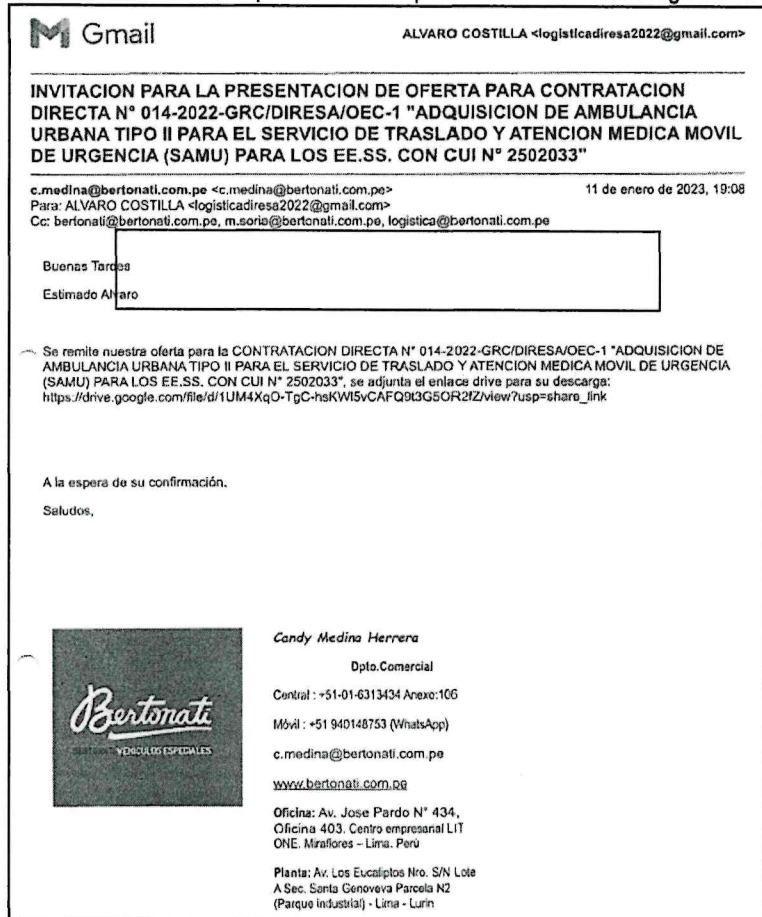 Gmail
ALVARO COSTILLA <logisticadiresa2022@gmail.com>
INVITACION PARA LA PRESENTACION DE OFERTA PARA CONTRATACION
DIRECTA N° 014-2022-GRC/DIRESA/OEC-1 "ADQUISICION DE AMBULANCIA
URBANA TIPO II PARA EL SERVICIO DE TRASLADO Y ATENCION MEDICA MOVIL
DE URGENCIA (SAMU) PARA LOS EE.SS. CON CUI N° 2502033"
c.medina@bertonati.com.pe <c.medina@bertonati.com.pe>
11 de enero de 2023, 19:08
Para: ALVARO COSTILLA <logisticadiresa2022@gmail.com>
Cc: bertonati@bertonati.com.pe, m.soria@bertonati.com.pe, logistica@bertonati.com.pe
Buenas Tardes
Estimado Alvaro
Se remite nuestra oferta para la CONTRATACION DIRECTA N° 014-2022-GRC/DIRESA/OEC-1 "ADQUISICION DE
AMBULANCIA URBANA TIPO II PARA EL SERVICIO DE TRASLADO Y ATENCION MEDICA MOVIL DE URGENCIA
(SAMU) PARA LOS EE.SS. CON CUI N° 2502033", se adjunta el enlace drive para su descarga:
https://drive.google.com/file/d/1UM4XqO-TgC-hsKWI5vCAFQ9t3G5OR2fZ/view?usp=share_link
A la espera de su confirmación.
Saludos,
Bertonati
VEHICULOS ESPECIALES
Candy Medina Herrera
Dpto.Comercial
Central : +51-01-6313434 Anexo:106
Móvil : +51 940148753 (WhatsApp)
c.medina@bertonati.com.pe
www.bertonati.com.pe
Oficina: Av. Jose Pardo N° 434,
Oficina 403. Centro empresarial LIT
ONE. Miraflores – Lima. Perú
Planta: Av. Los Eucaliptos Nro. S/N Lote
A Sec. Santa Genoveva Parcela N2
(Parque industrial) - Lima - Lurin